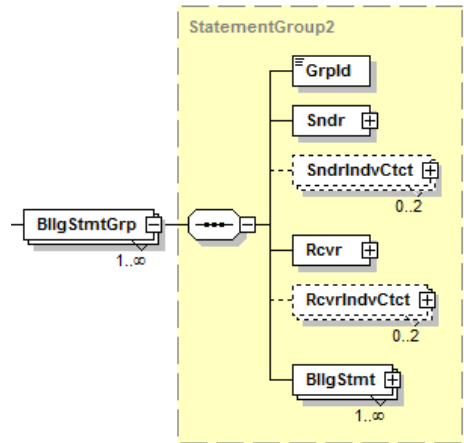 StatementGroup2
GrpId
Sndr
SndrIndvCtct
0..2
BllgStmtGrp
1..∞
Rcvr
RcvrIndvCtct
0..2
BllgStmt
1..∞